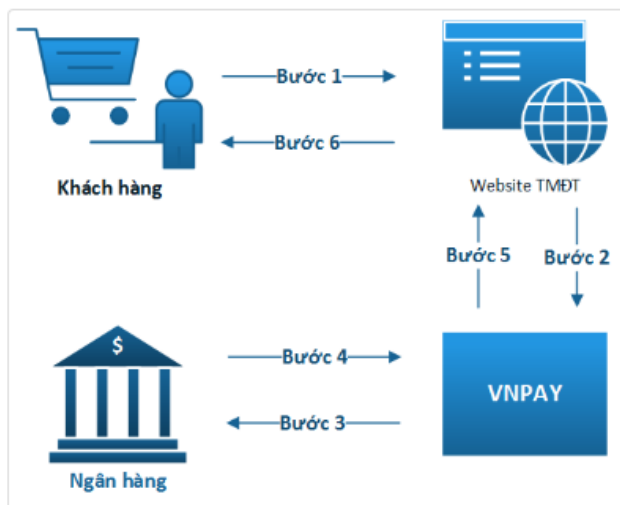 Bước 1
Bước 6
Khách hàng
Website TMĐT
Bước 5
Bước 2
$
Bước 4
Bước 3
VNPAY
Ngân hàng